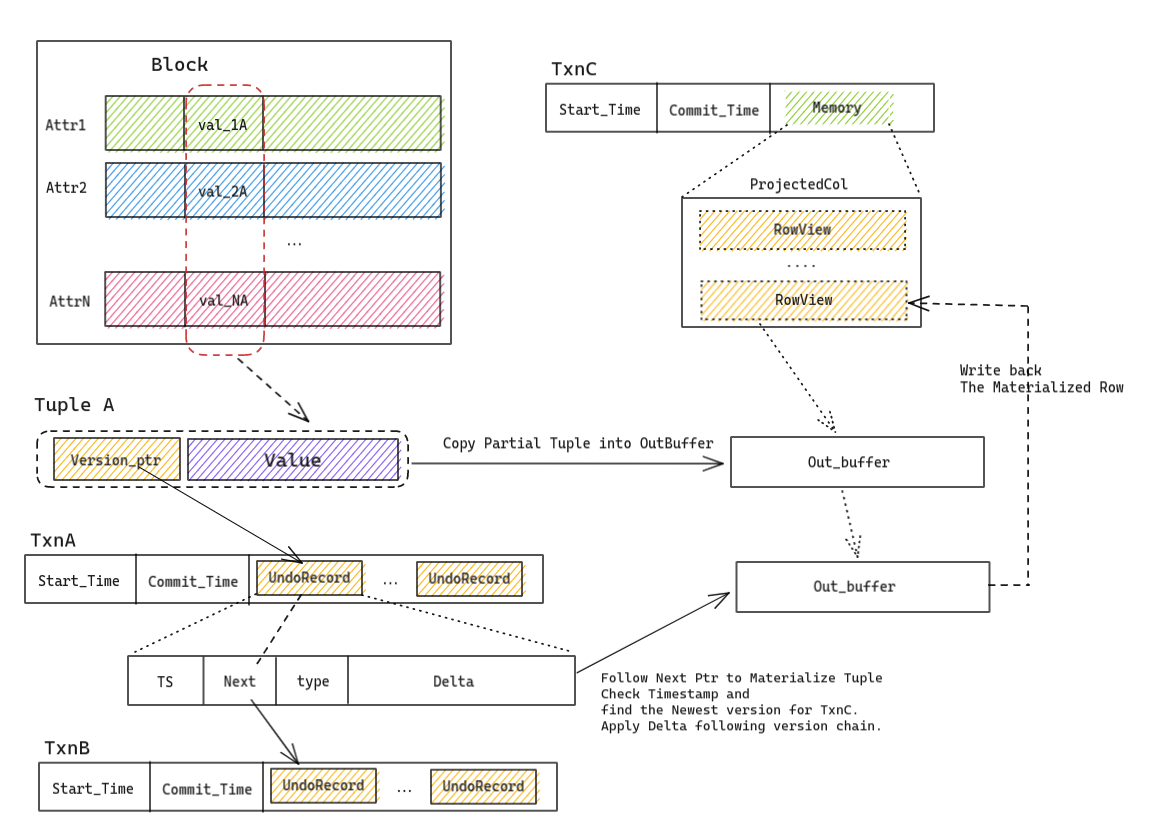 Block
Attr1
val_1A
Attr2
val_2A
...
AttrN
val_NA
TxnC
Start_Time
Commit_Time
Memory
ProjectedCol
RowView
....
RowView
Write back
The Materialized Row
Tuple A
Version_ptr
Value
Copy Partial Tuple into OutBuffer
Out_buffer
TxnA
Start_Time
Commit_Time
UndoRecord
...
UndoRecord
Out_buffer
TS
Next
type
Delta
Follow Next Ptr to Materialize Tuple
Check Timestamp and
find the Newest version for TxnC.
Apply Delta following version chain.
TxnB
Start_Time
Commit_Time
UndoRecord
...
UndoRecord